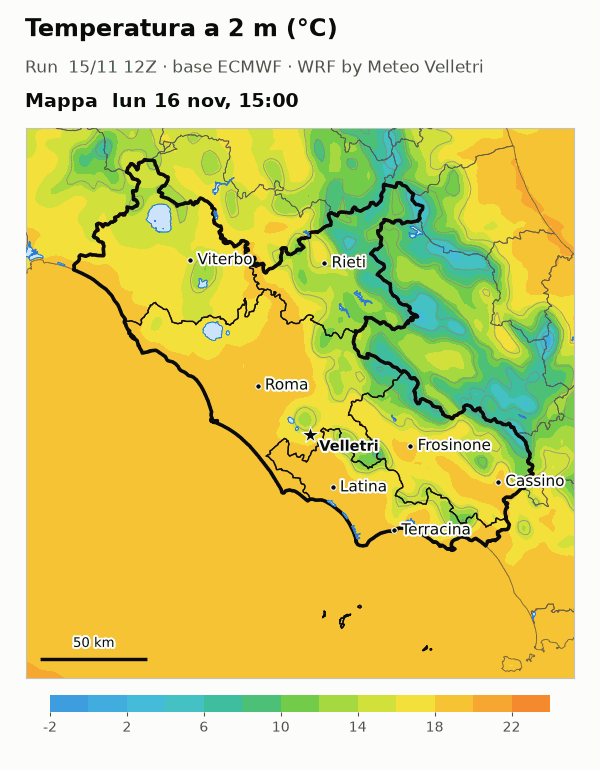 Temperatura a 2 m (°C)
Run  15/11 12Z · base ECMWF · WRF by Meteo Velletri
Mappa  lun 16 nov, 15:00
Viterbo
Rieti
Roma
Velletri
Frosinone
Cassino
Latina
Terracina
50 km
-2 2 6 10 14 18 22